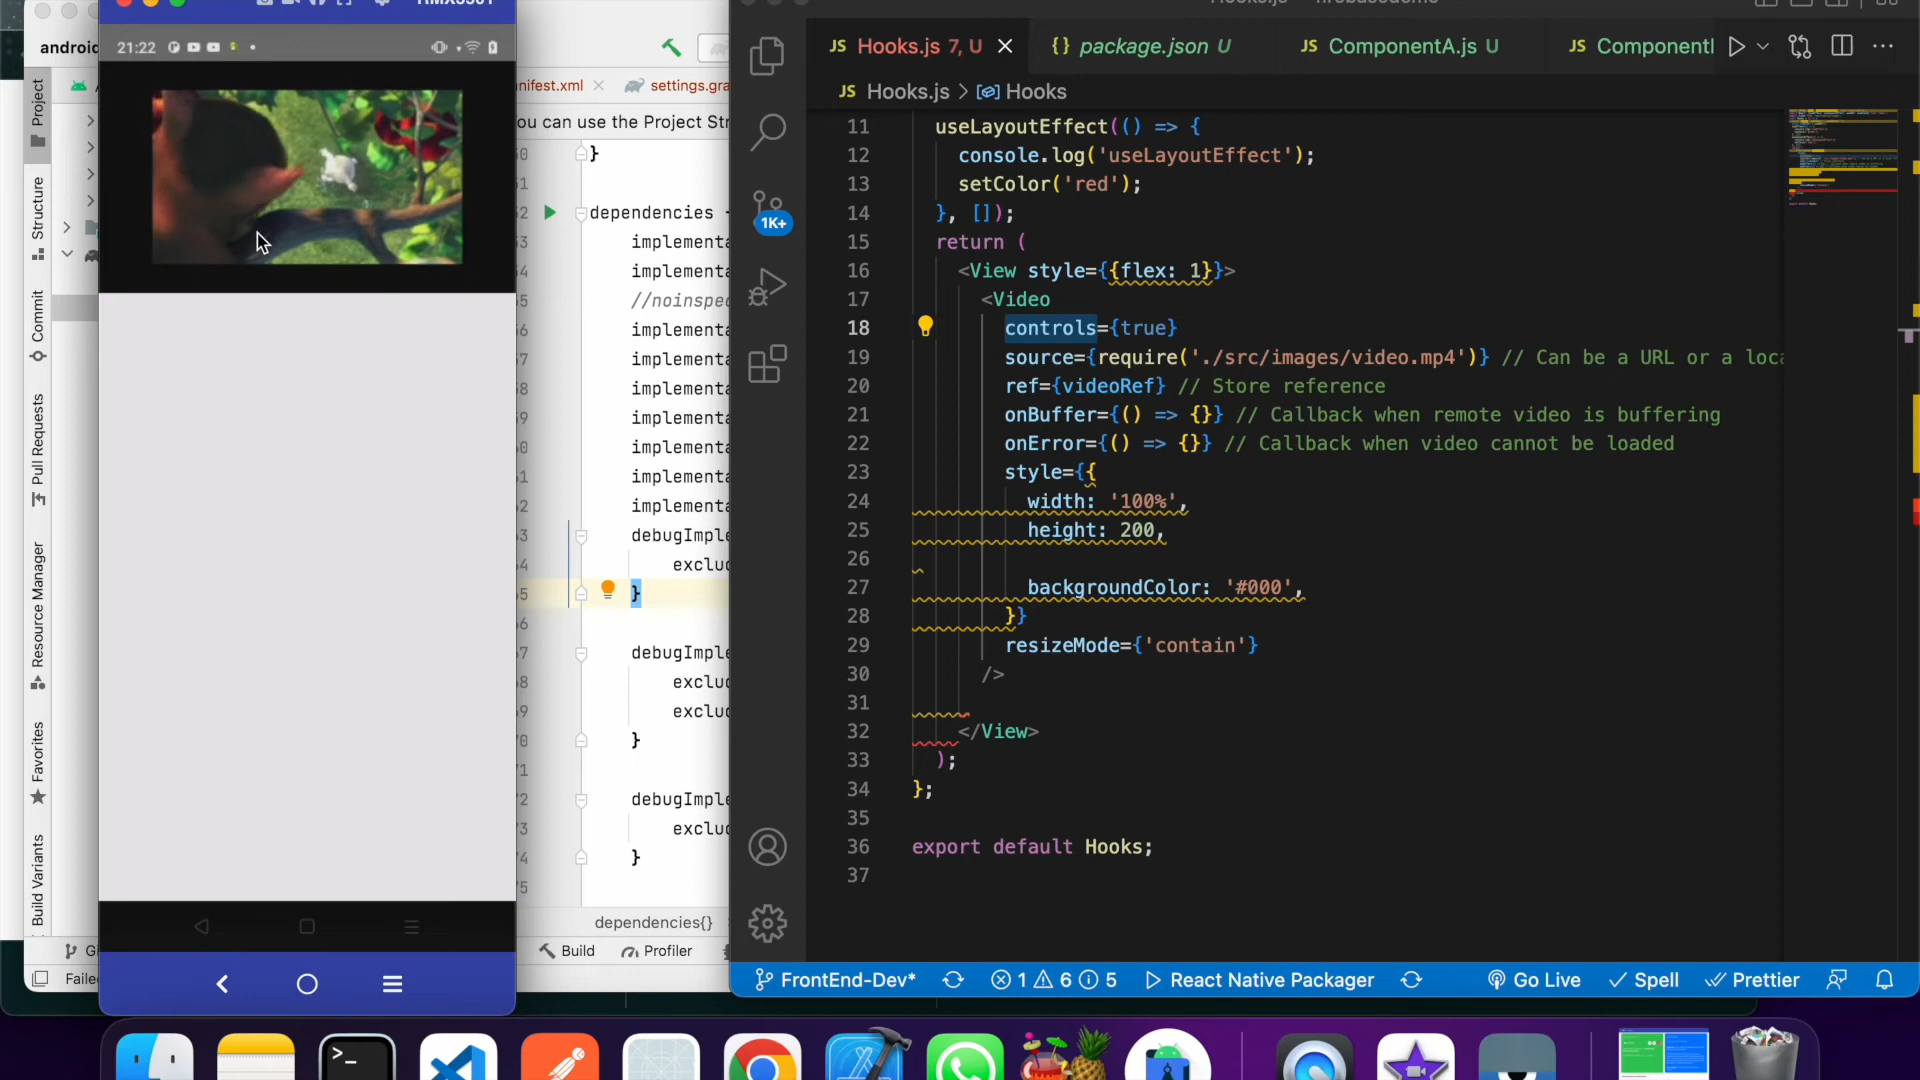 android
21:22
Project
Structure
Commit
Pull Requests
Resource Manager
Favorites
Build Variants
nifest.xml
settings.gra
ou can use the Project Str
}
dependencies
implementa
implementa
//noinspec
implementa
implementa
implementa
implementa
implementa
implementa
implementa
debugImple
exclud
}
debugImple
exclud
exclud
}
debugImple
exclud
}
dependencies{}
Build
Profiler
Faile
JS Hooks.js 7, U
{} package.json U
JS ComponentA.js U
JS Component
JS Hooks.js > Hooks
1K+
11 useLayoutEffect(() => {
12 console.log('useLayoutEffect');
13 setColor('red');
14 }, []);
15 return (
16 <View style={{flex: 1}}>
17 <Video
18 controls={true}
19 source={require('./src/images/video.mp4')} // Can be a URL or a loca
20 ref={videoRef} // Store reference
21 onBuffer={() => {}} // Callback when remote video is buffering
22 onError={() => {}} // Callback when video cannot be loaded
23 style={{
24 width: '100%',
25 height: 200,
26
27 backgroundColor: '#000',
28 }}
29 resizeMode={'contain'}
30 />
31
32 </View>
33 );
34 };
35
36 export default Hooks;
37
FrontEnd-Dev* 1 6 5 React Native Packager Go Live Spell Prettier